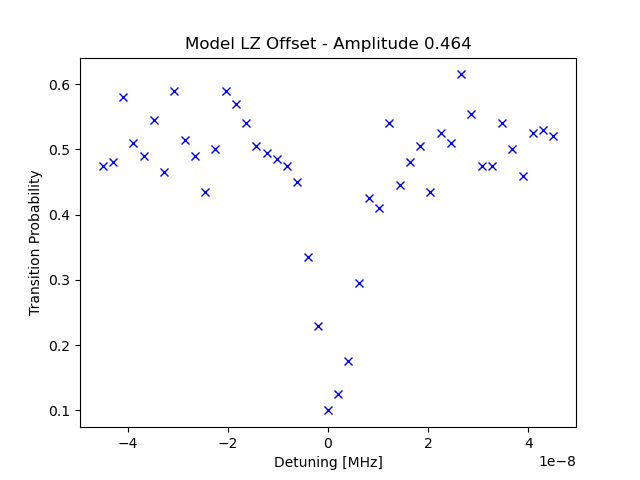 Model LZ Offset - Amplitude 0.464
0.6
0.5
0.4
0.3
0.2
0.1
Transition Probability
−4
−2
0
2
4
1e−8
Detuning [MHz]